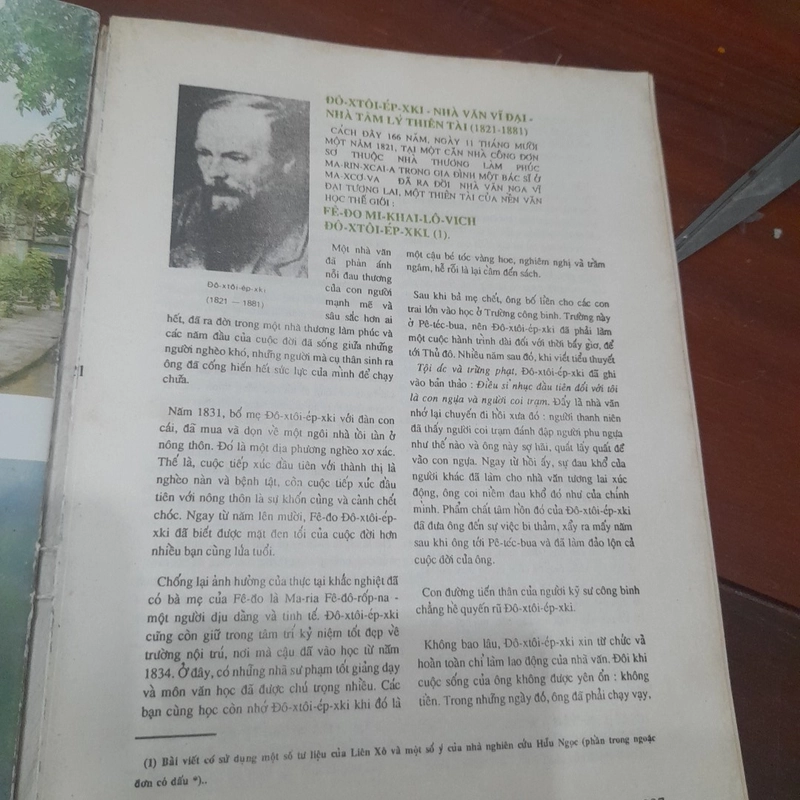 ĐÔ-XTÔI-ÉP-XKI - NHÀ VĂN VĨ ĐẠI -
NHÀ TÂM LÝ THIÊN TÀI (1821-1881)
CÁCH ĐÂY 166 NĂM, NGÀY 11 THÁNG MƯỜI
MỘT NĂM 1821, TẠI MỘT CĂN NHÀ CÔNG ĐƠN
SƠ THUỘC NHÀ THƯƠNG LÀM PHÚC
MA-RIN-XCAI-A TRONG GIA ĐÌNH MỘT BÁC SĨ Ở
MA-XCƠ-VA ĐÃ RA ĐỜI NHÀ VĂN NGA VĨ
ĐẠI TƯƠNG LAI, MỘT THIÊN TÀI CỦA NỀN VĂN
HỌC THẾ GIỚI :
FÊ-ĐO MI-KHAI-LÔ-VICH
ĐÔ-XTÔI-ÉP-XKI. (1).
Đô-xtôi-ép-xki
(1821 — 1881)
Một nhà văn
đã phản ánh
nỗi đau thương
của con người
mạnh mẽ và
sâu sắc hơn ai
hết, đã ra đời trong một nhà thương làm phúc và
các năm đầu của cuộc đời đã sống giữa những
người nghèo khó, những người mà cụ thân sinh ra
ông đã cống hiến hết sức lực của mình để chạy
chữa.
Năm 1831, bố mẹ Đô-xtôi-ép-xki với đàn con
cái, đã mua và dọn về một ngôi nhà tồi tàn ở
nông thôn. Đó là một địa phương nghèo xơ xác.
Thế là, cuộc tiếp xúc đầu tiên với thành thị là
nghèo nàn và bệnh tật, còn cuộc tiếp xúc đầu
tiên với nông thôn là sự khốn cùng và cảnh chết
chóc. Ngay từ năm lên mười, Fê-đo Đô-xtôi-ép-
xki đã biết được mặt đen tối của cuộc đời hơn
nhiều bạn cùng lứa tuổi.
Chống lại ảnh hưởng của thực tại khắc nghiệt đã
có bà mẹ của Fê-đo là Ma-ria Fê-đô-rốp-na -
một người dịu dàng và tinh tế. Đô-xtôi-ép-xki
cũng còn giữ trong tâm trí kỷ niệm tốt đẹp về
trường nội trú, nơi mà cậu đã vào học từ năm
1834. Ở đây, có những nhà sư phạm tốt giảng dạy
và môn văn học đã được chú trọng nhiều. Các
bạn cùng học còn nhớ Đô-xtôi-ép-xki khi đó là
một cậu bé tóc vàng hoe, nghiêm nghị và trầm
ngâm, hễ rỗi là lại cắm đến sách.
Sau khi bà mẹ chết, ông bố liền cho các con
trai lớn vào học ở Trường công binh. Trường này
ở Pê-téc-bua, nên Đô-xtôi-ép-xki đã phải làm
một cuộc hành trình dài đối với thời bấy giờ, để
tới Thủ đô. Nhiều năm sau đó, khi viết tiểu thuyết
Tội ác và trừng phạt, Đô-xtôi-ép-xki đã ghi
vào bản thảo : Điều sỉ nhục đầu tiên đối với tôi
là con ngựa và người coi trạm. Đấy là nhà văn
nhớ lại chuyến đi hồi xưa đó : người thanh niên
đã thấy người coi trạm đánh đập người phu ngựa
như thế nào và ông này sợ hãi, quất lấy quất để
vào con ngựa. Ngay từ hồi ấy, sự đau khổ của
người khác đã làm cho nhà văn tương lai xúc
động, ông coi niềm đau khổ đó như của chính
mình. Phẩm chất tâm hồn đó của Đô-xtôi-ép-xki
đã đưa ông đến sự việc bi thảm, xẩy ra mấy năm
sau khi ông tới Pê-téc-bua và đã làm đảo lộn cả
cuộc đời của ông.
Con đường tiến thân của người kỹ sư công binh
chẳng hề quyến rũ Đô-xtôi-ép-xki.
Không bao lâu, Đô-xtôi-ép-xki xin từ chức và
hoàn toàn chỉ làm lao động của nhà văn. Đôi khi
cuộc sống của ông không được yên ổn : không
tiền. Trong những ngày đó, ông đã phải chạy vạy,
(1) Bài viết có sử dụng một số tư liệu của Liên Xô và một số ý của nhà nghiên cứu Hữu Ngọc (phần trong ngoặc
đơn có dấu *)..